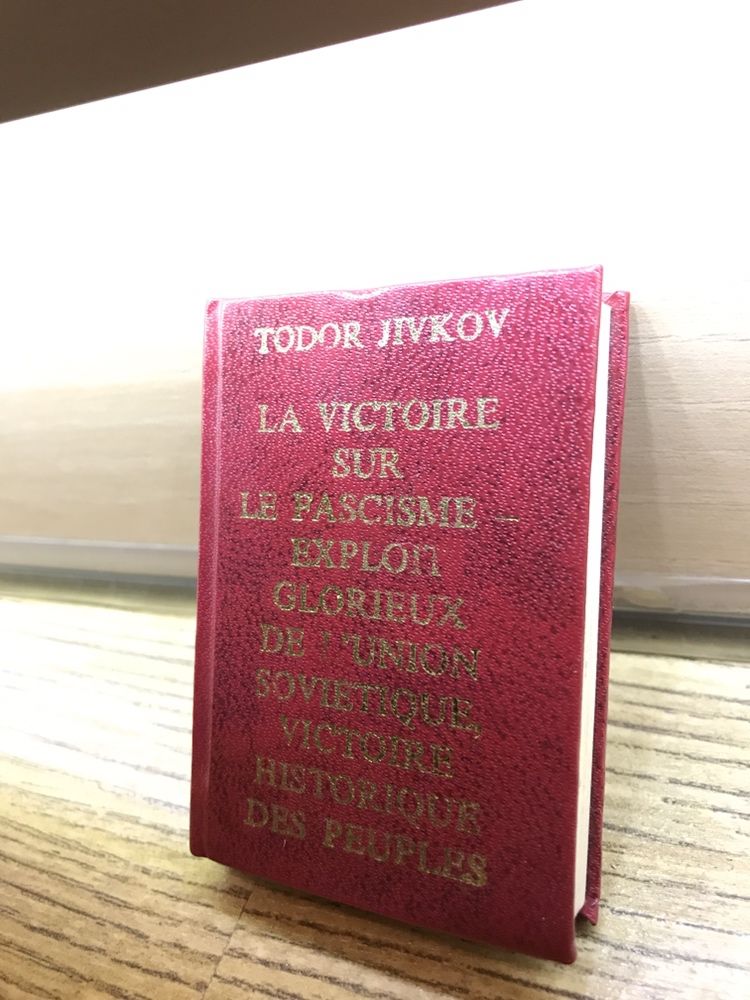 TODOR JIVKOV
LA VICTOIRE
SUR
LE FASCISME –
EXPLOIT
GLORIEUX
DE L'UNION
SOVIETIQUE,
VICTOIRE
HISTORIQUE
DES PEUPLES